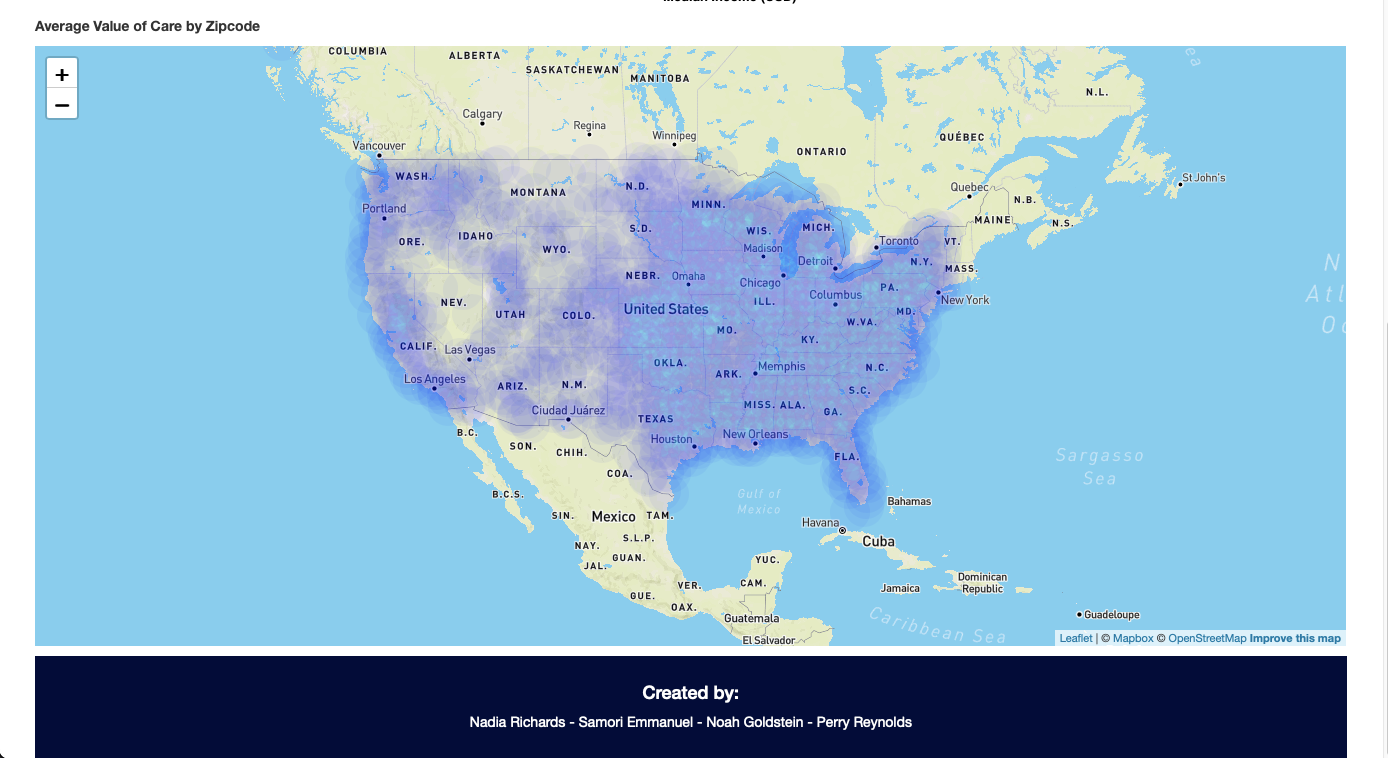 Median Income (USD)
Average Value of Care by Zipcode
+
−
COLUMBIA
ALBERTA
SASKATCHEWAN
MANITOBA
N.L.
Calgary
Regina
Winnipeg
Vancouver
ONTARIO
QUÉBEC
WASH.
MONTANA
N.D.
Quebec
St John's
Portland
MINN.
N.B.
MAINE
N.S.
ORE.
IDAHO
WYO.
S.D.
WIS.
MICH.
Toronto
VT.
Madison
Detroit
N.Y.
MASS.
NEBR.
Omaha
Chicago
PA.
Columbus
New York
NEV.
UTAH
COLO.
United States
ILL.
MD.
W.VA.
MO.
KY.
CALIF.
Las Vegas
OKLA.
Memphis
N.C.
Los Angeles
ARIZ.
N.M.
ARK.
S.C.
Ciudad Juárez
TEXAS
MISS.
ALA.
GA.
B.C.
SON.
CHIH.
Houston
New Orleans
FLA.
Sargasso
Sea
COA.
B.C.S.
Gulf of
Mexico
Bahamas
SIN.
Mexico
TAM.
Havana
Cuba
S.L.P.
NAY.
GUAN.
JAL.
YUC.
VER.
CAM.
Jamaica
Dominican
Republic
GUE.
OAX.
Guatemala
Caribbean Sea
Guadeloupe
El Salvador
Leaflet | © Mapbox © OpenStreetMap Improve this map
Created by:
Nadia Richards - Samori Emmanuel - Noah Goldstein - Perry Reynolds